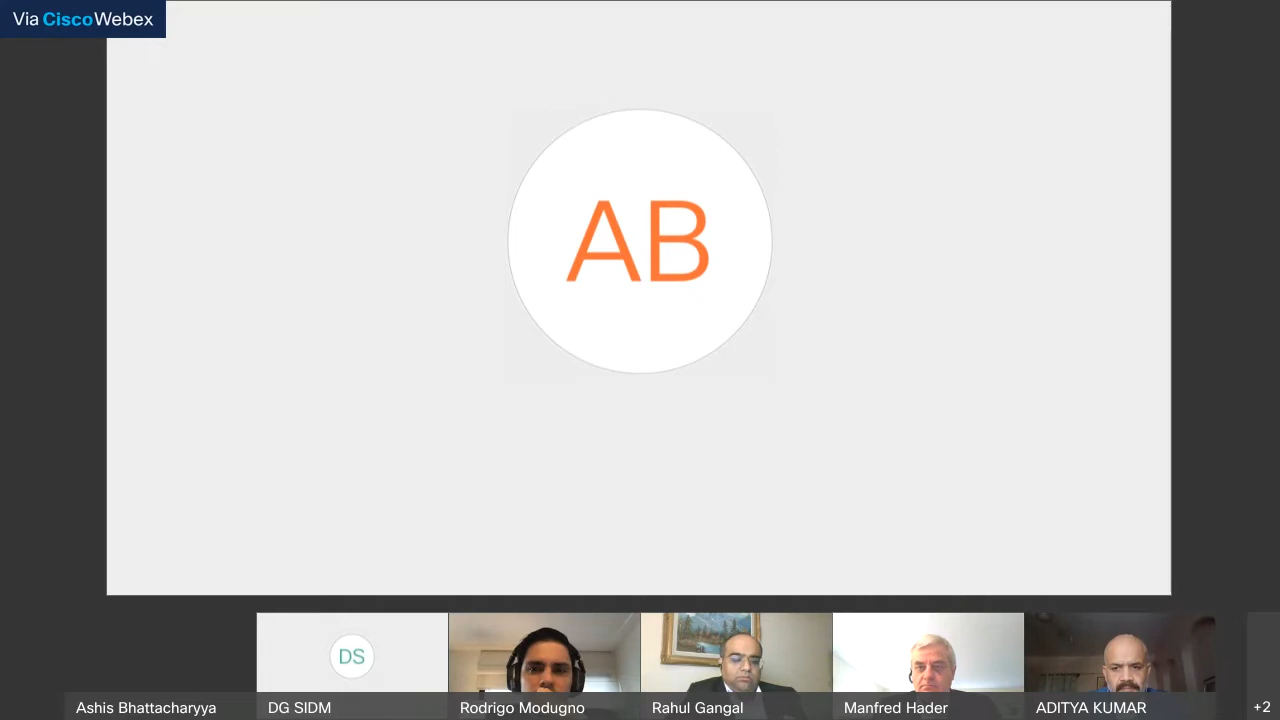 Via CiscoWebex
AB
DS
Ashis Bhattacharyya
DG SIDM
Rodrigo Modugno
Rahul Gangal
Manfred Hader
ADITYA KUMAR
+2